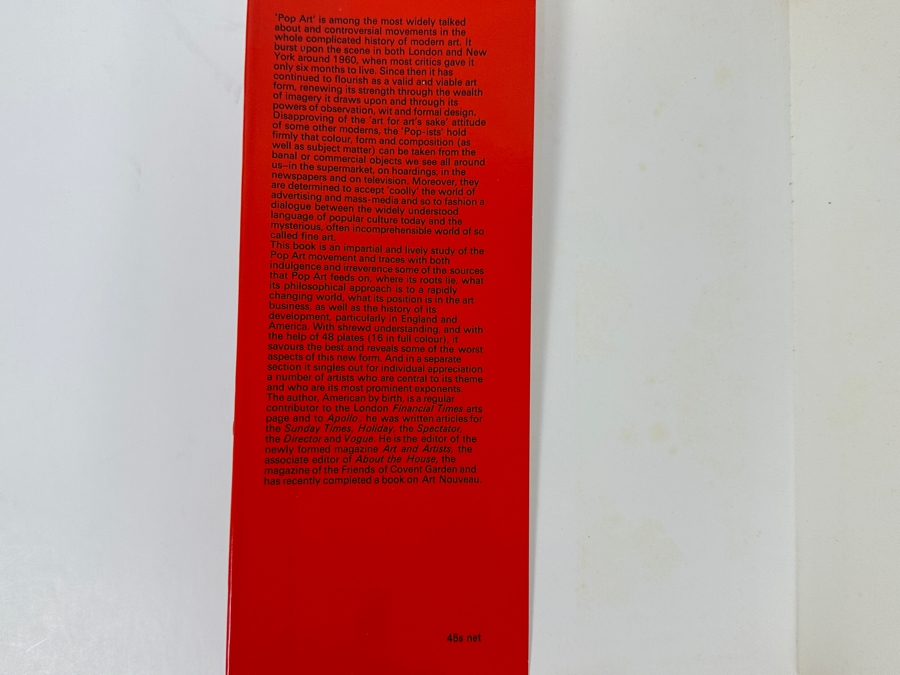 'Pop Art' is among the most widely talked
about and controversial movements in the
whole complicated history of modern art. It
burst upon the scene in both London and New
York around 1960, when most critics gave it
only six months to live. Since then it has
continued to flourish as a valid and viable art
form, renewing its strength through the wealth
of imagery it draws upon and through its
powers of observation, wit and formal design.
Disapproving of the 'art for art's sake' attitude
of some other moderns, the 'Pop-ists' hold
firmly that colour, form and composition (as
well as subject matter) can be taken from the
banal or commercial objects we see all around
us—in the supermarket, on hoardings, in the
newspapers and on television. Moreover, they
are determined to accept 'coolly' the world of
advertising and mass-media and so to fashion a
dialogue between the widely understood
language of popular culture today and the
mysterious, often incomprehensible world of so
called fine art.
This book is an impartial and lively study of the
Pop Art movement and traces with both
indulgence and irreverence some of the sources
that Pop Art feeds on, where its roots lie, what
its philosophical approach is to a rapidly
changing world, what its position is in the art
business, as well as the history of its
development, particularly in England and
America. With shrewd understanding, and with
the help of 48 plates (16 in full colour), it
savours the best and reveals some of the worst
aspects of this new form. And in a separate
section it singles out for individual appreciation
a number of artists who are central to its theme
and who are its most prominent exponents.
The author, American by birth, is a regular
contributor to the London Financial Times arts
page and to Apollo; he was written articles for
the Sunday Times, Holiday, the Spectator,
the Director and Vogue. He is the editor of the
newly formed magazine Art and Artists, the
associate editor of About the House, the
magazine of the Friends of Covent Garden and
has recently completed a book on Art Nouveau.
45s net